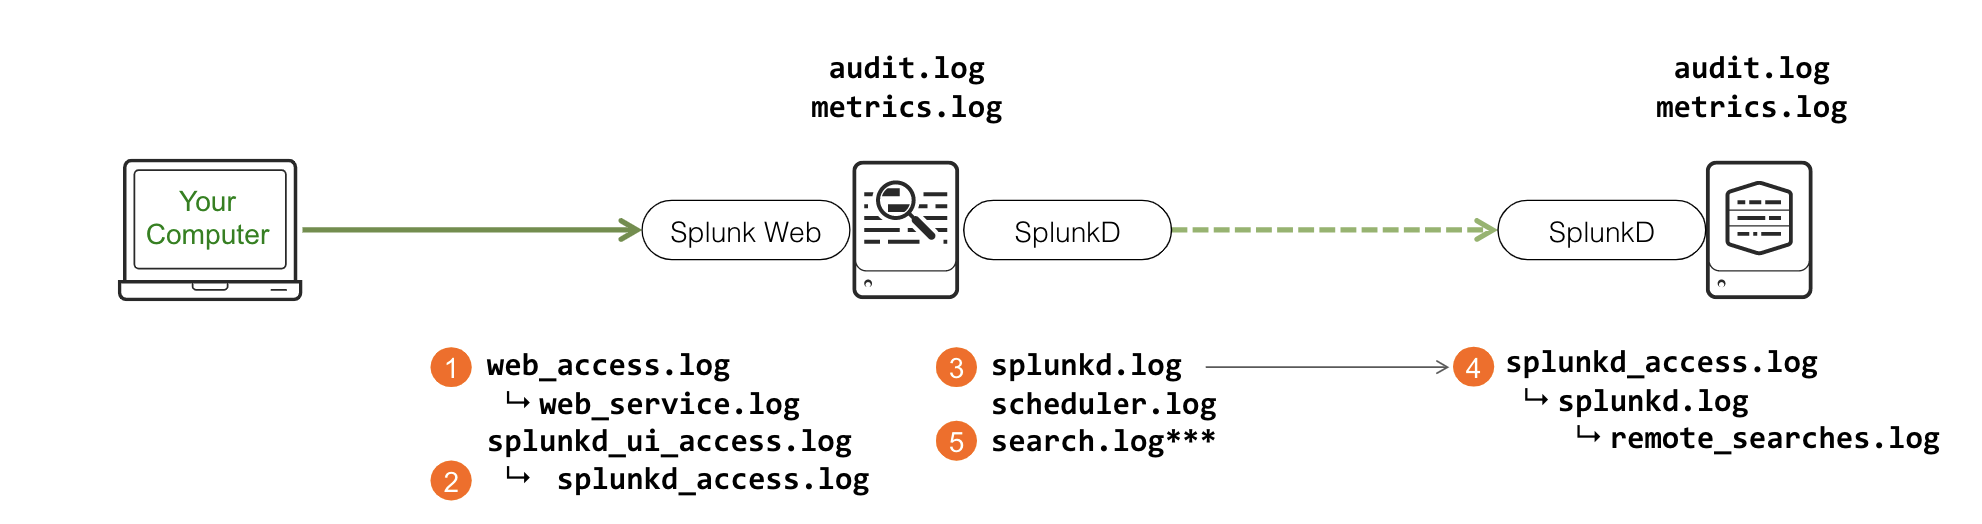 audit.log
metrics.log
audit.log
metrics.log
Your
Computer
Splunk Web
SplunkD
SplunkD
1 web_access.log
↳ web_service.log
splunkd_ui_access.log
2 ↳ splunkd_access.log
3 splunkd.log
scheduler.log
5 search.log***
4 splunkd_access.log
↳ splunkd.log
↳ remote_searches.log